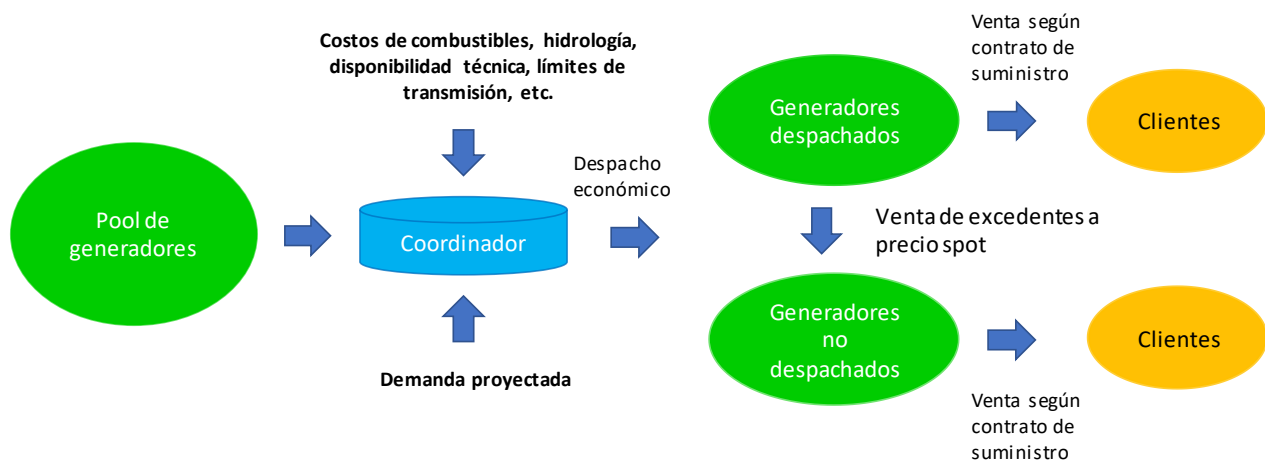 Costos de combustibles, hidrología,
disponibilidad técnica, límites de
transmisión, etc.
Pool de
generadores
Coordinador
Demanda proyectada
Despacho
económico
Generadores
despachados
Venta según
contrato de
suministro
Clientes
Venta de excedentes a
precio spot
Generadores
no
despachados
Clientes
Venta según
contrato de
suministro